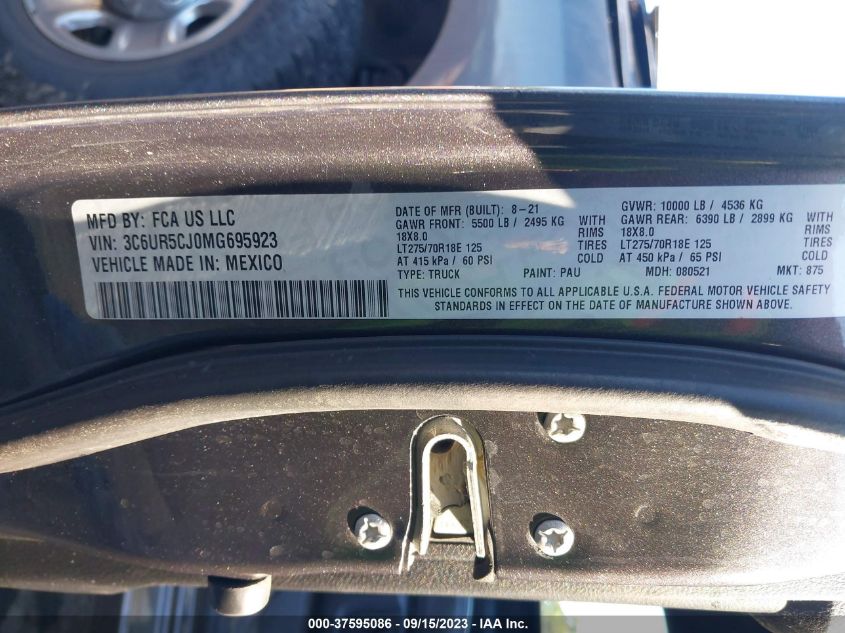 MFD BY: FCA US LLC
VIN: 3C6UR5CJ0MG695923
VEHICLE MADE IN: MEXICO
DATE OF MFR (BUILT): 8-21
GAWR FRONT: 5500 LB / 2495 KG
18X8.0
LT275/70R18E 125
AT 415 kPa / 60 PSI
WITH
RIMS
TIRES
COLD
GVWR: 10000 LB / 4536 KG
GAWR REAR: 6390 LB / 2899 KG
18X8.0
LT275/70R18E 125
AT 450 kPa / 65 PSI
WITH
RIMS
TIRES
COLD
TYPE: TRUCK PAINT: PAU MDH: 080521 MKT: 875
THIS VEHICLE CONFORMS TO ALL APPLICABLE U.S.A. FEDERAL MOTOR VEHICLE SAFETY
STANDARDS IN EFFECT ON THE DATE OF MANUFACTURE SHOWN ABOVE.
000-37595086 - 09/15/2023 - IAAI.com